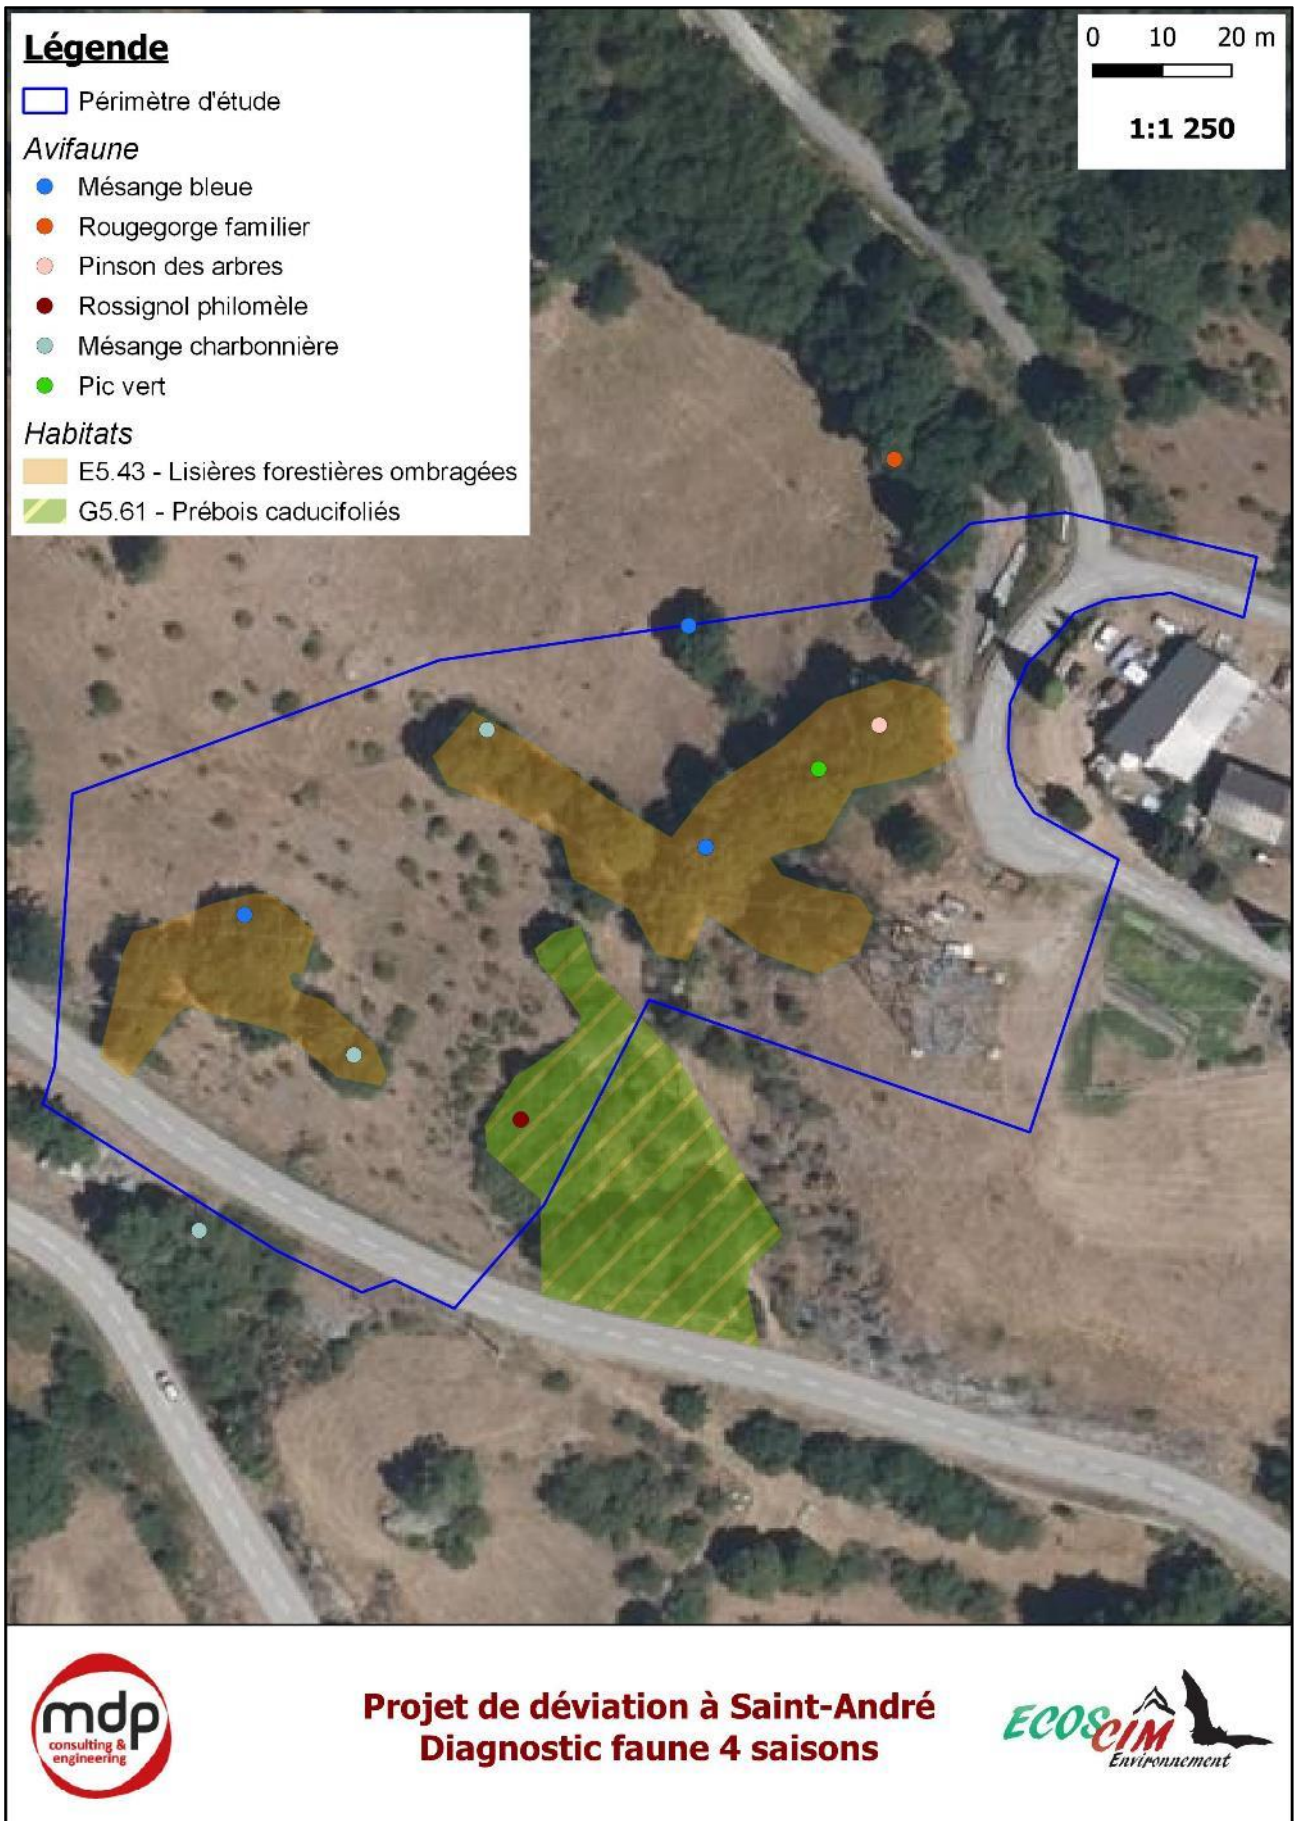 Légende
Périmètre d'étude
Avifaune
Mésange bleue
Rougegorge familier
Pinson des arbres
Rossignol philomèle
Mésange charbonnière
Pic vert
Habitats
E5.43 - Lisières forestières ombragées
G5.61 - Prébois caducifoliés
0 10 20 m
1:1 250
mdp
consulting &
engineering
Projet de déviation à Saint-André
Diagnostic faune 4 saisons
ECOSCIM
Environnement